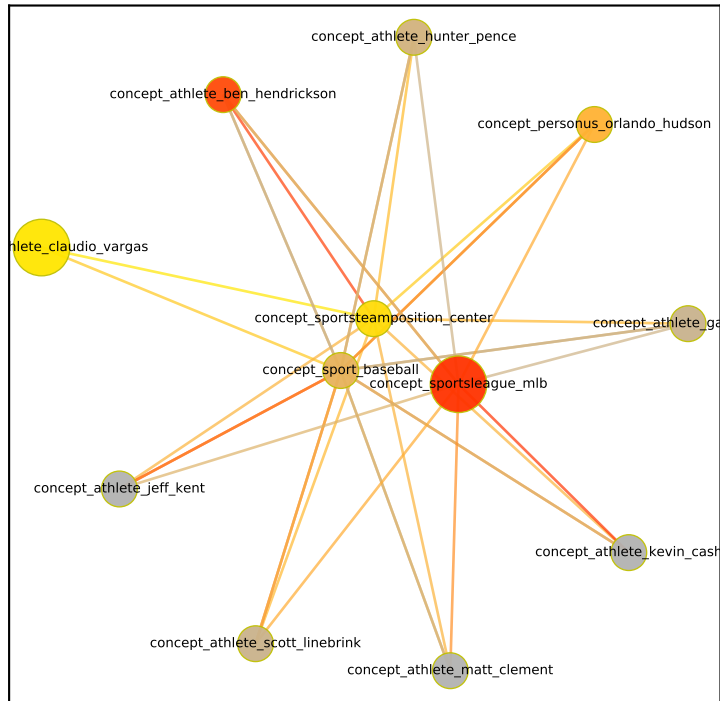 concept_athlete_hunter_pence
concept_athlete_ben_hendrickson
concept_personus_orlando_hudson
hlete_claudio_vargas
concept_sportsteamposition_center
concept_athlete_ga
concept_sport_baseball
concept_sportsleague_mlb
concept_athlete_jeff_kent
concept_athlete_kevin_cash
concept_athlete_scott_linebrink
concept_athlete_matt_clement